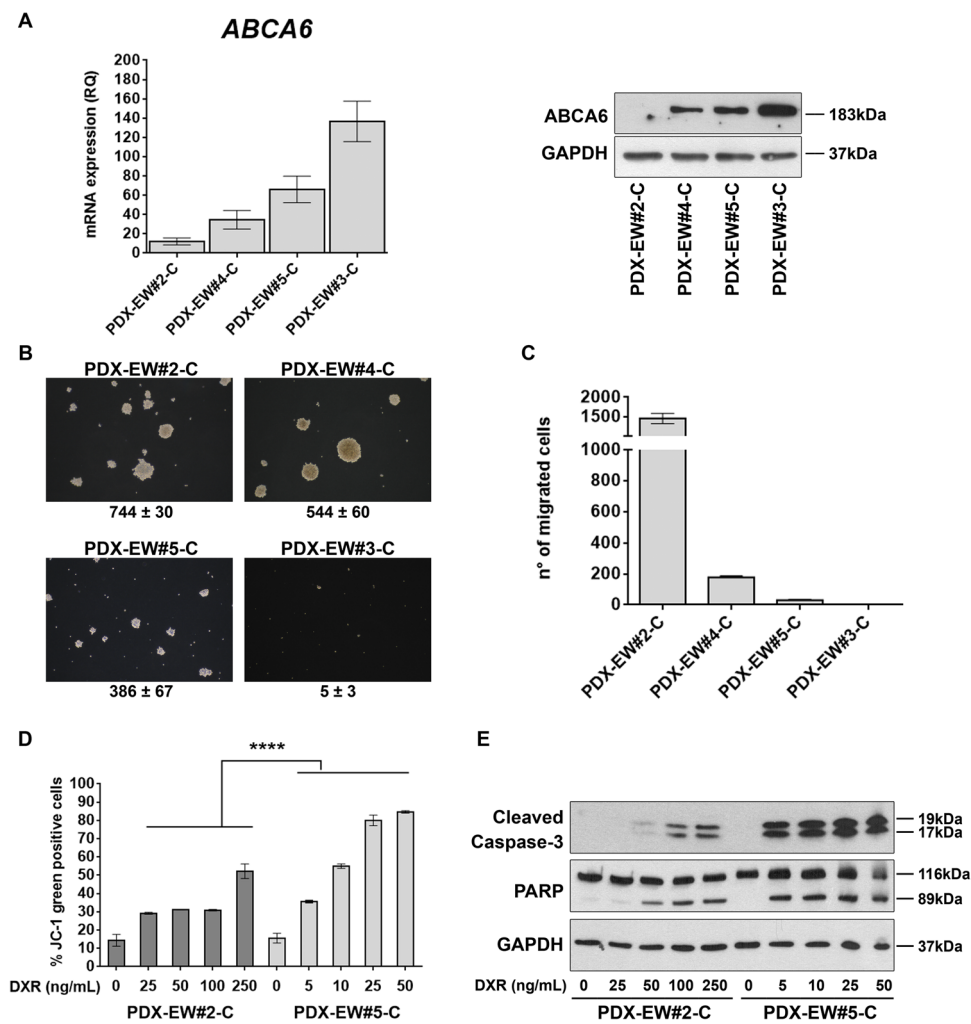 A
ABCA6
mRNA expression (RQ)
200
180
160
140
120
100
80
60
40
20
0
PDX-EW#2-C
PDX-EW#4-C
PDX-EW#5-C
PDX-EW#3-C
ABCA6
183kDa
GAPDH
37kDa
PDX-EW#2-C
PDX-EW#4-C
PDX-EW#5-C
PDX-EW#3-C
B
PDX-EW#2-C
PDX-EW#4-C
744 ± 30
544 ± 60
PDX-EW#5-C
PDX-EW#3-C
386 ± 67
5 ± 3
C
n° of migrated cells
2000
1500
1000
800
600
400
200
0
PDX-EW#2-C
PDX-EW#4-C
PDX-EW#5-C
PDX-EW#3-C
D
****
% JC-1 green positive cells
100
90
80
70
60
50
40
30
20
10
0
DXR (ng/mL) 0 25 50 100 250 0 5 10 25 50
PDX-EW#2-C PDX-EW#5-C
E
Cleaved
Caspase-3
19kDa
17kDa
PARP
116kDa
89kDa
GAPDH
37kDa
DXR (ng/mL) 0 25 50 100 250 0 5 10 25 50
PDX-EW#2-C PDX-EW#5-C